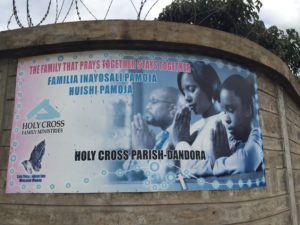 THE FAMILY THAT PRAYS TOGETHER STAYS TOGETHER
FAMILIA INAYOSALI PAMOJA
HUISHI PAMOJA
HOLY CROSS
FAMILY MINISTRIES
HOLY CROSS PARISH-DANDORA